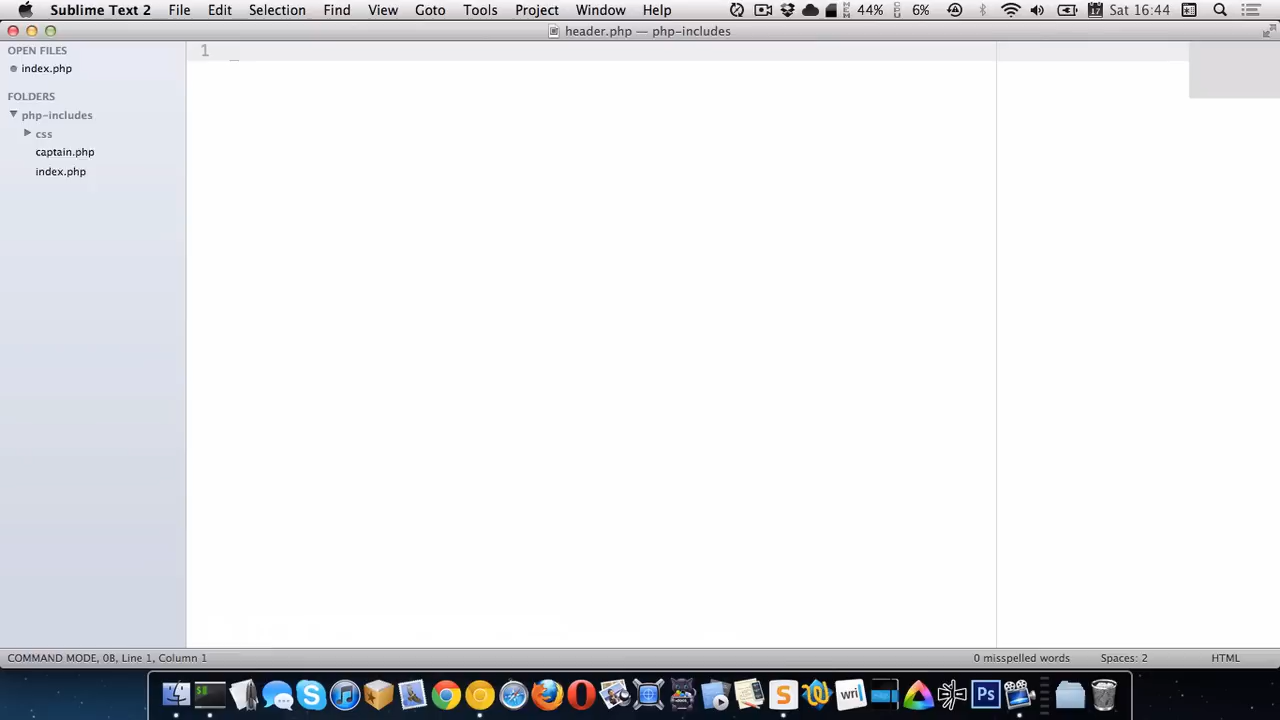 Sublime Text 2 File Edit Selection Find View Goto Tools Project Window Help 44% 6% Sat 16:44
header.php — php-includes
OPEN FILES
index.php
FOLDERS
php-includes
css
captain.php
index.php
1
COMMAND MODE, 0B, Line 1, Column 1 0 misspelled words Spaces: 2 HTML
wri
Ps